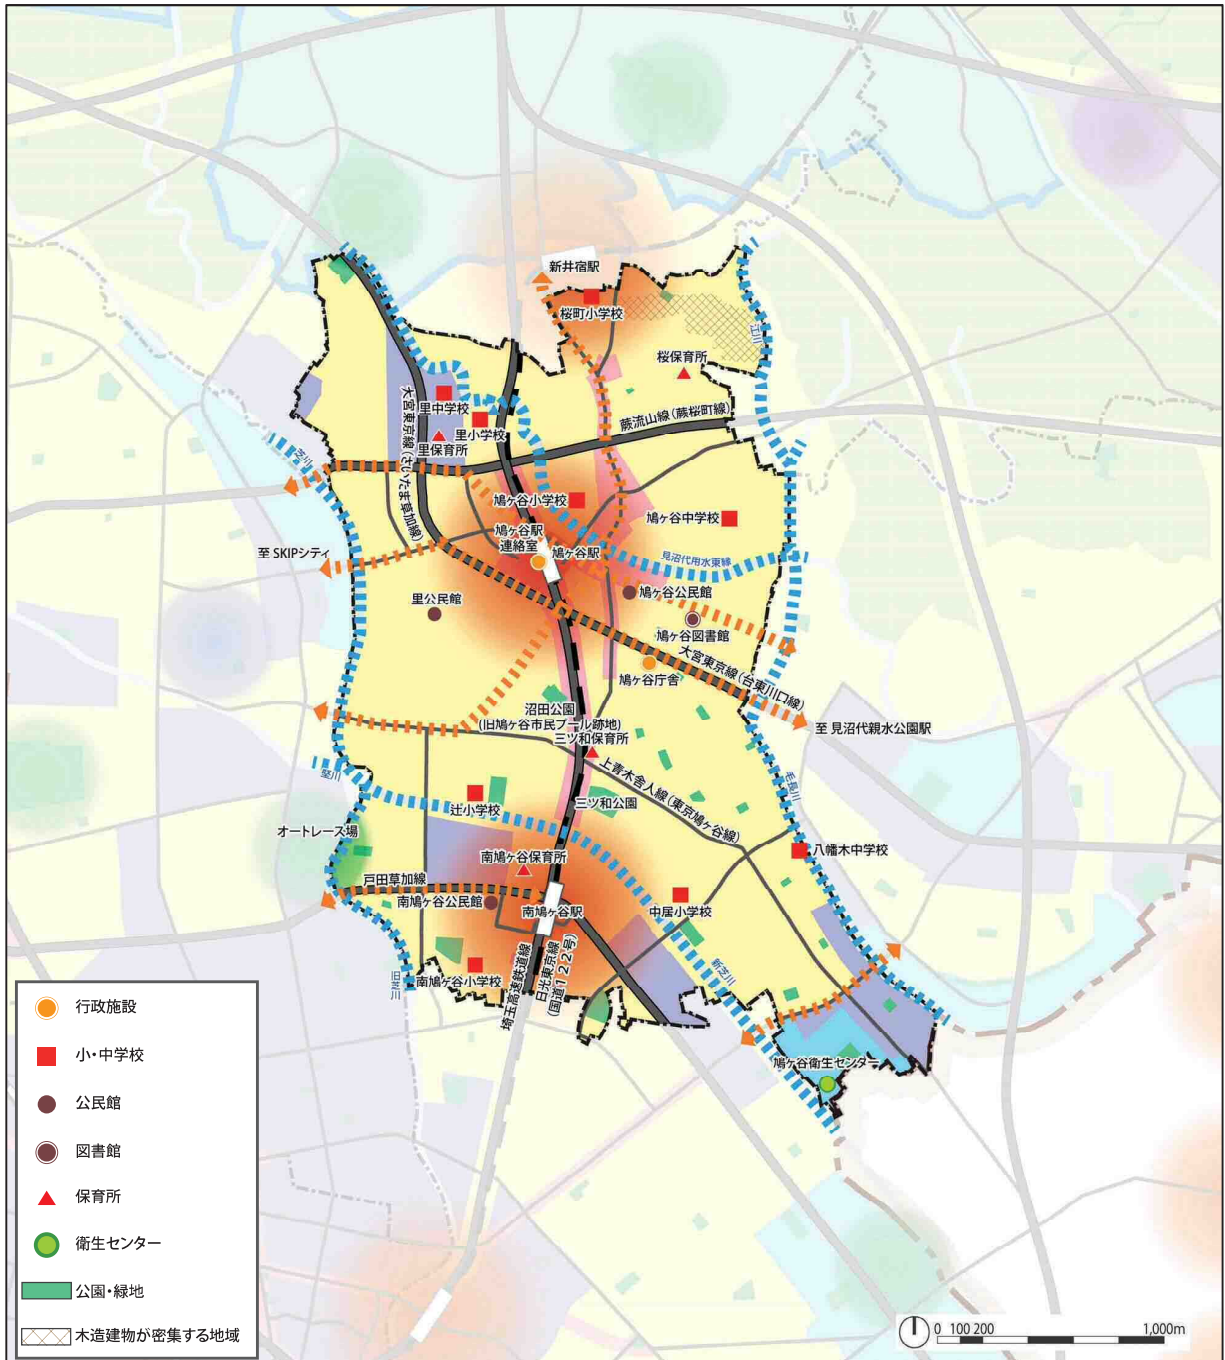 新井宿駅
桜町小学校
江川
桜保育所
大宮東京線(さいたま草加線)
里中学校
里小学校
里保育所
蕨流山線(蕨桜町線)
芝川
鳩ヶ谷小学校
鳩ヶ谷中学校
鳩ヶ谷駅
連絡室
鳩ヶ谷駅
至 SKIPシティ
見沼代用水東縁
里公民館
鳩ヶ谷公民館
鳩ヶ谷図書館
大宮東京線(台東川口線)
鳩ヶ谷庁舎
沼田公園
(旧鳩ヶ谷市民プール跡地)
三ツ和保育所
至 見沼代親水公園駅
上青木舎人線(東京鳩ヶ谷線)
竪川
毛長川
辻小学校
三ツ和公園
オートレース場
八幡木中学校
南鳩ヶ谷保育所
戸田草加線
南鳩ヶ谷公民館
南鳩ヶ谷駅
中居小学校
新芝川
南鳩ヶ谷小学校
旧芝川
埼玉高速鉄道線
日光東京線
(国道122号)
鳩ヶ谷衛生センター
行政施設
小・中学校
公民館
図書館
保育所
衛生センター
公園・緑地
木造建物が密集する地域
0 100 200 1,000m